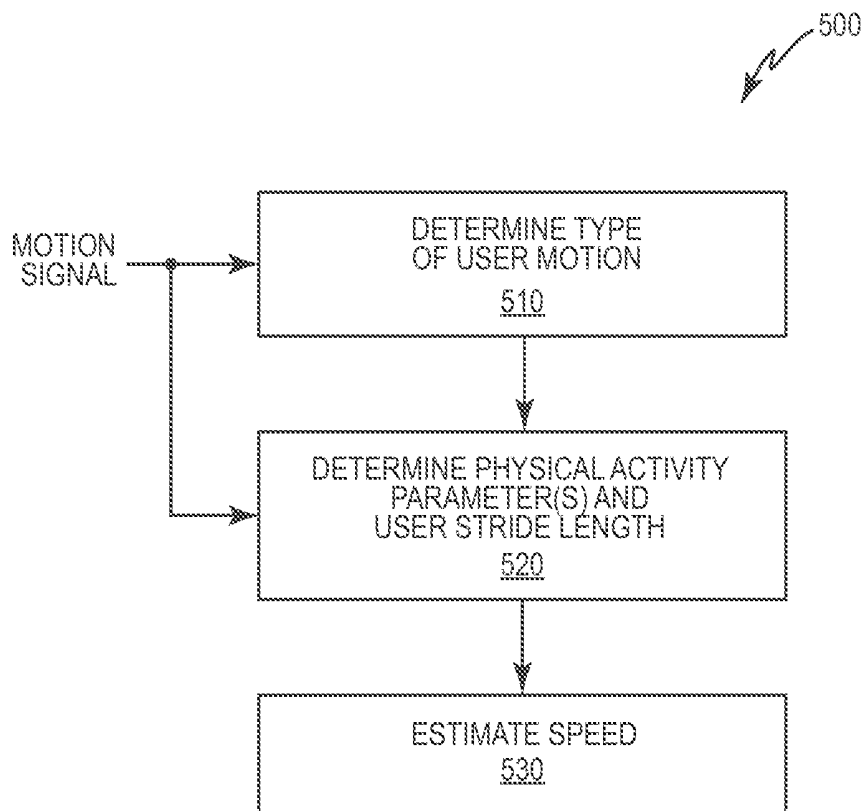 500
MOTION
SIGNAL
DETERMINE TYPE
OF USER MOTION
510
DETERMINE PHYSICAL ACTIVITY
PARAMETER(S) AND
USER STRIDE LENGTH
520
ESTIMATE SPEED
530